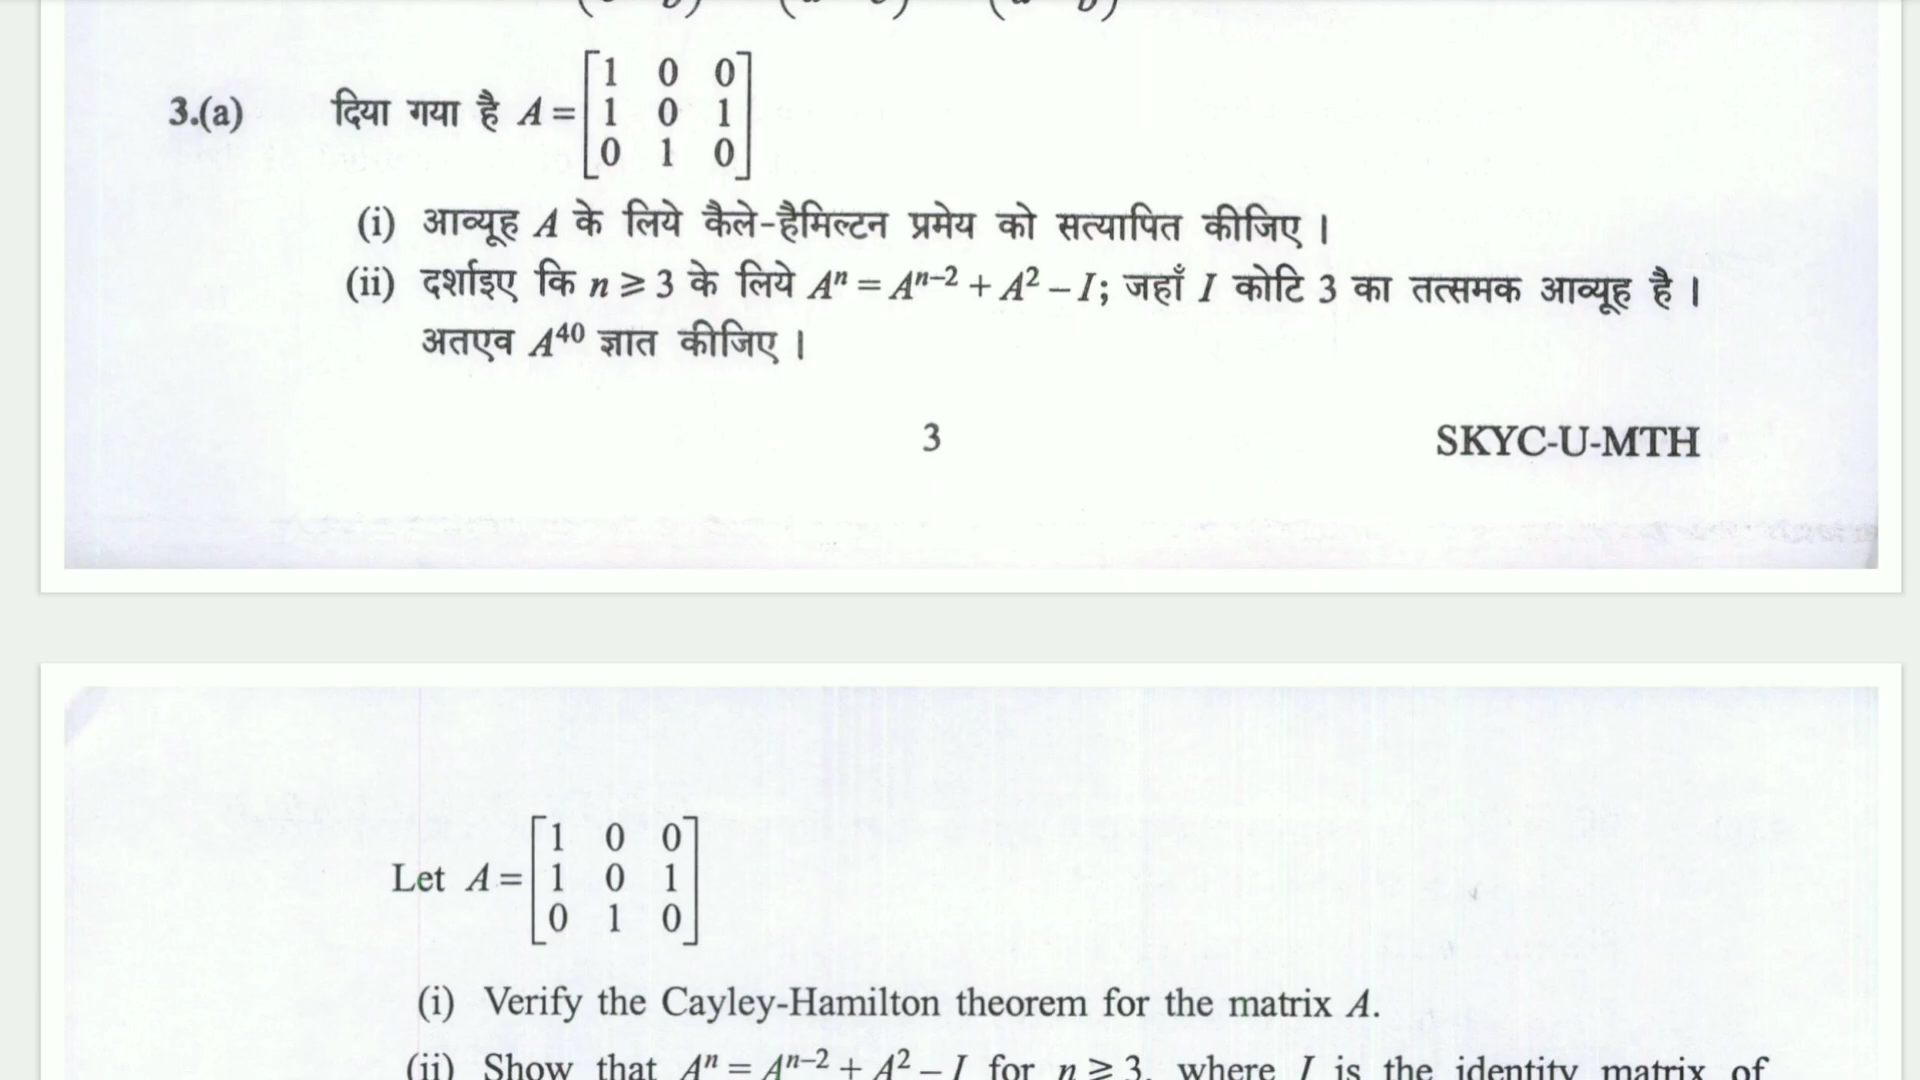 3.(a) दिया गया है A = [1 0 0
1 0 1
0 1 0]
(i) आव्यूह A के लिये कैले-हैमिल्टन प्रमेय को सत्यापित कीजिए ।
(ii) दर्शाइए कि n ≥ 3 के लिये Aⁿ = Aⁿ⁻² + A² – I; जहाँ I कोटि 3 का तत्समक आव्यूह है ।
अतएव A⁴⁰ ज्ञात कीजिए ।
3 SKYC-U-MTH
Let A = [1 0 0
1 0 1
0 1 0]
(i) Verify the Cayley-Hamilton theorem for the matrix A.
(ii) Show that Aⁿ = Aⁿ⁻² + A² – I for n ≥ 3, where I is the identity matrix of